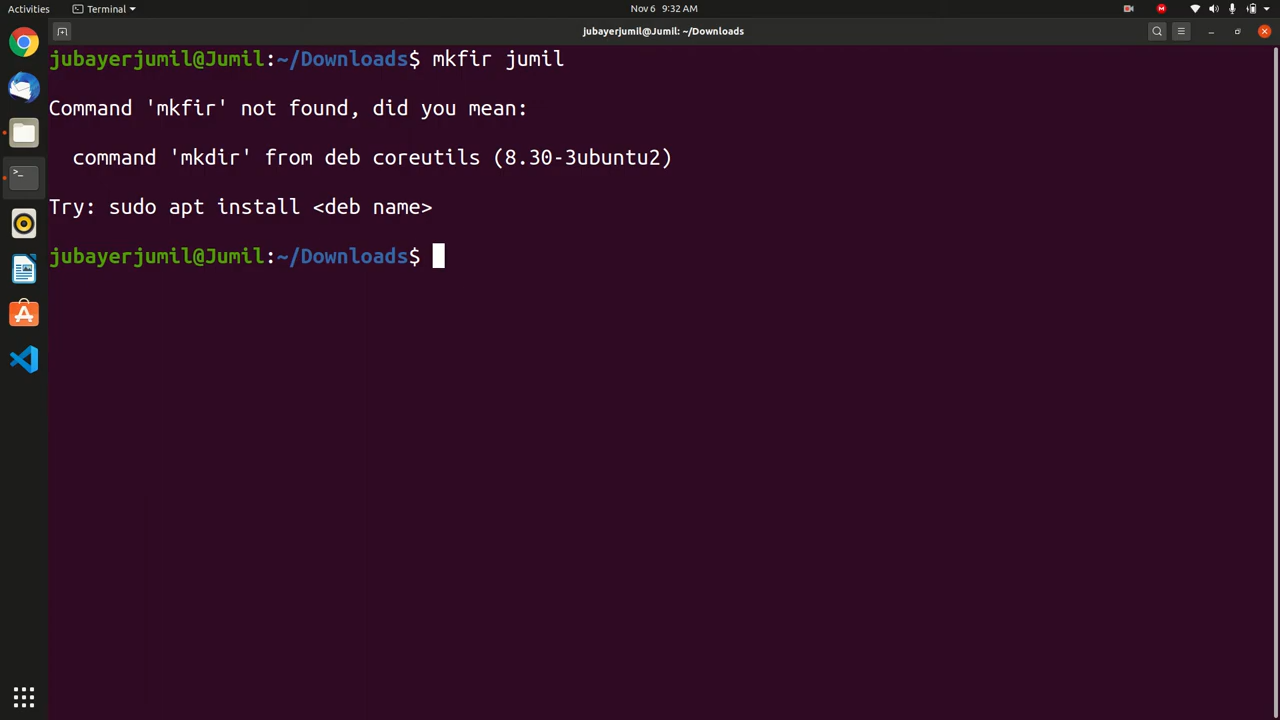 Activities
Terminal
Nov 6 9:32 AM
jubayerjumil@Jumil: ~/Downloads
jubayerjumil@Jumil:~/Downloads$ mkfir jumil
Command 'mkfir' not found, did you mean:
command 'mkdir' from deb coreutils (8.30-3ubuntu2)
Try: sudo apt install <deb name>
jubayerjumil@Jumil:~/Downloads$